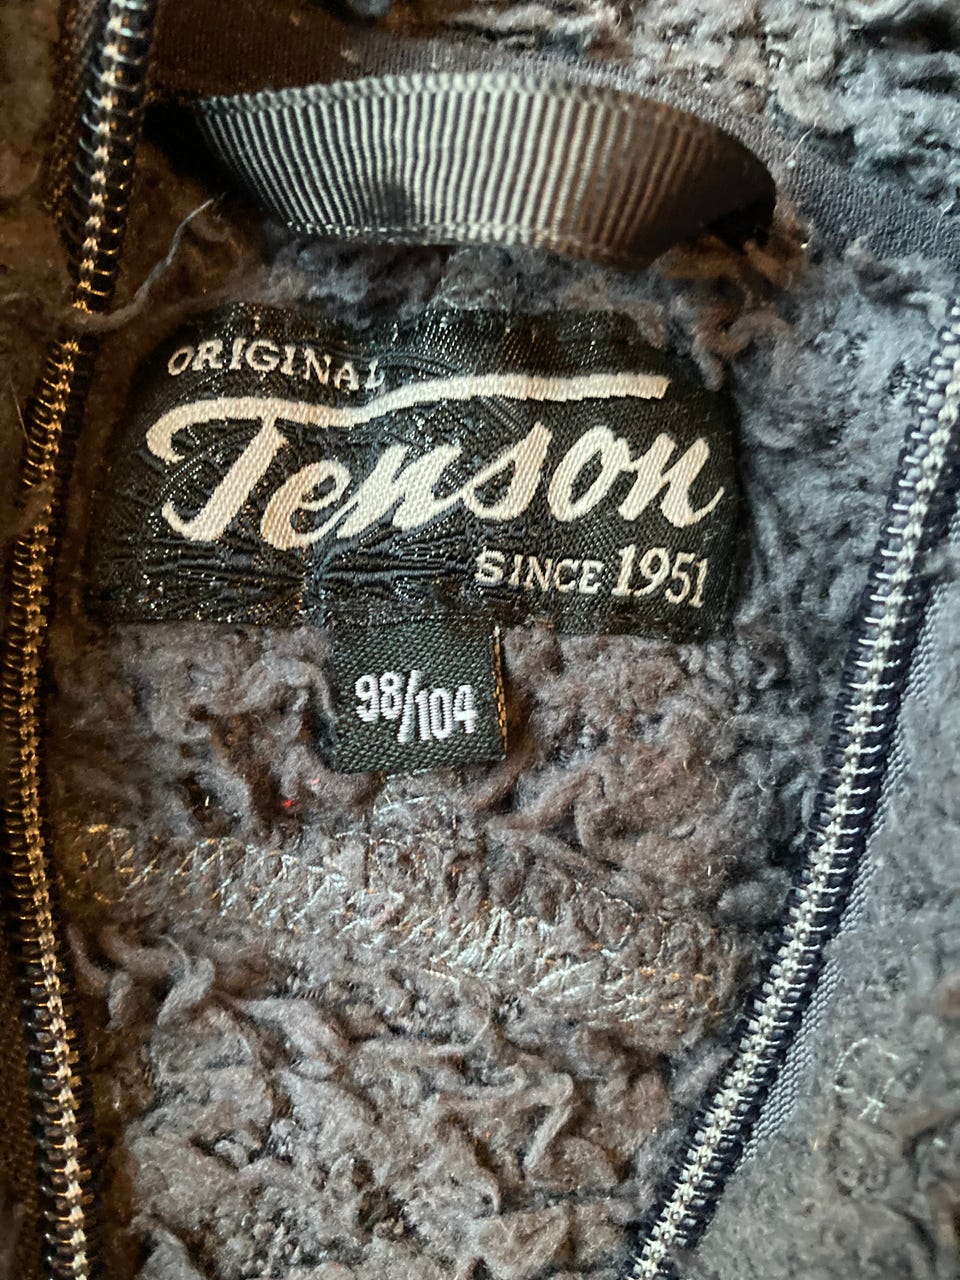 ORIGINAL
Tenson
SINCE 1951
98/104